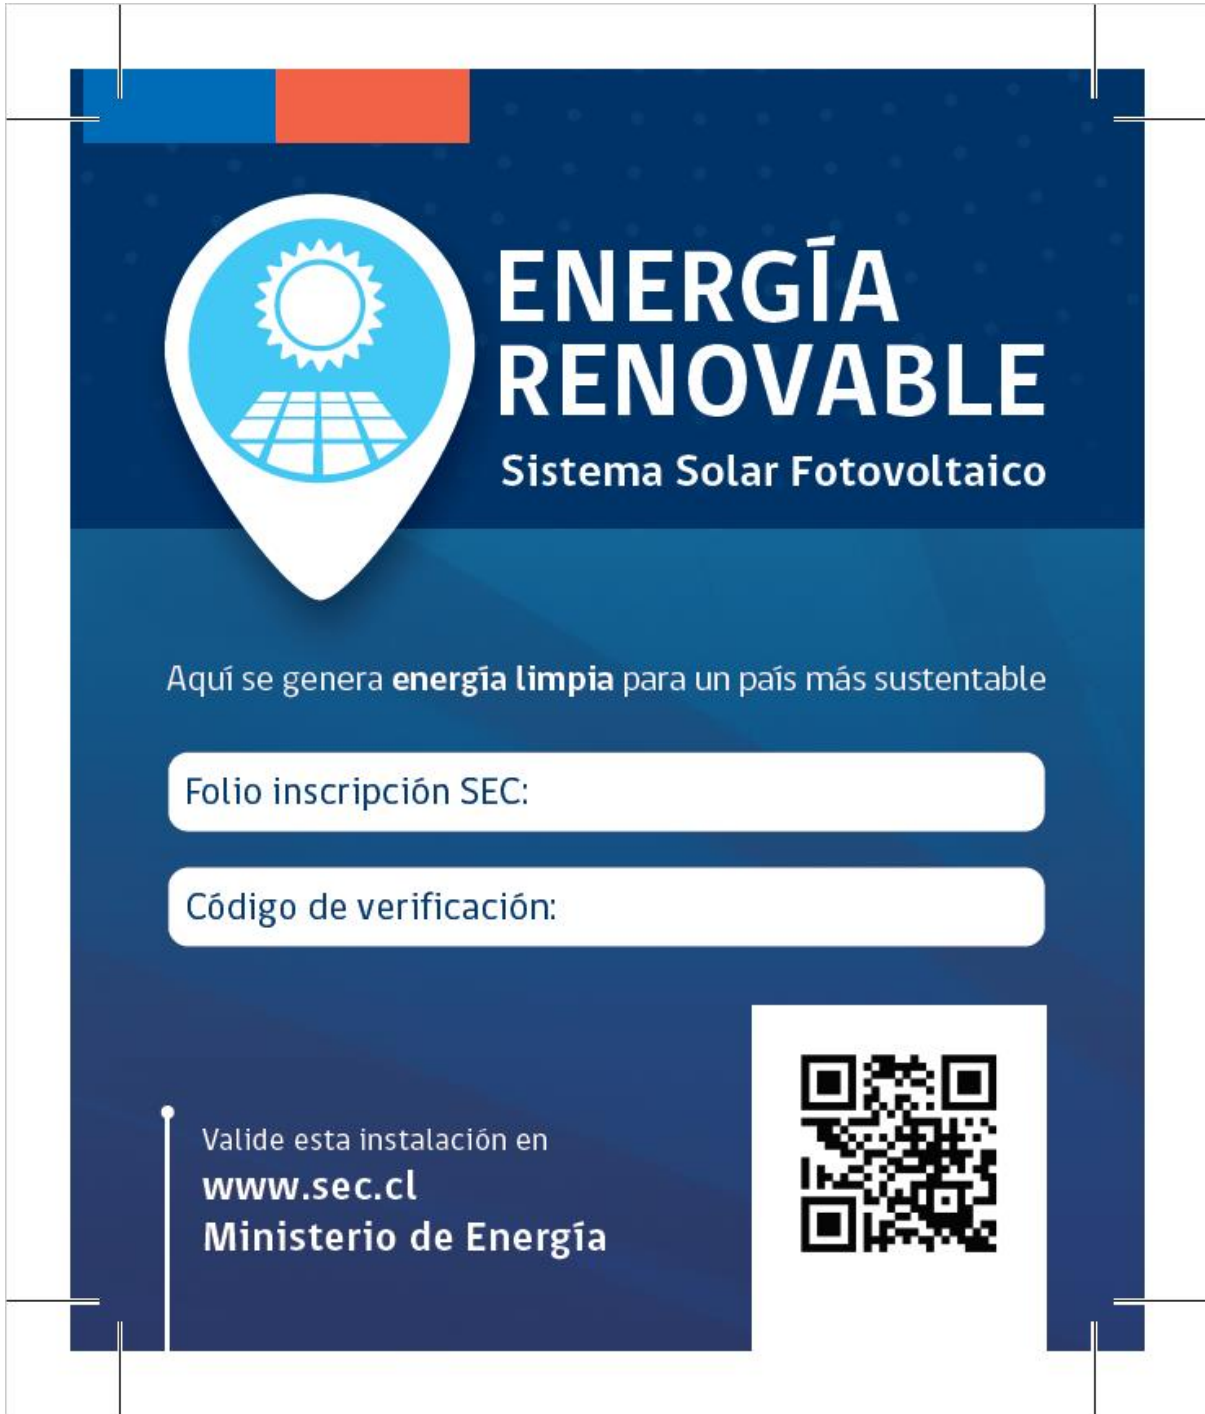 ENERGÍA
RENOVABLE
Sistema Solar Fotovoltaico
Aquí se genera energía limpia para un país más sustentable
Folio inscripción SEC:
Código de verificación:
Valide esta instalación en
www.sec.cl
Ministerio de Energía